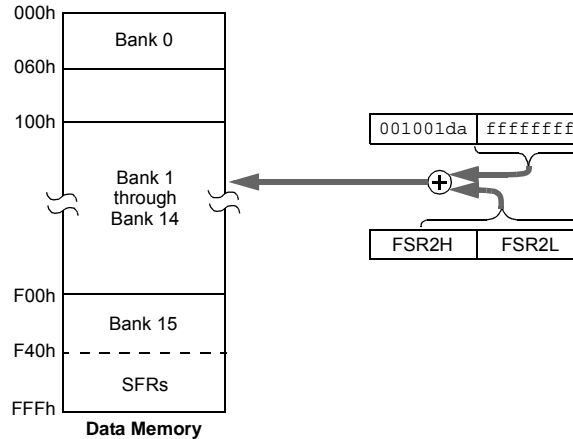 000h
Bank 0
060h
100h
001001da ffffffff
Bank 1
through
Bank 14
FSR2H FSR2L
F00h
Bank 15
F40h
SFRs
FFFh
Data Memory